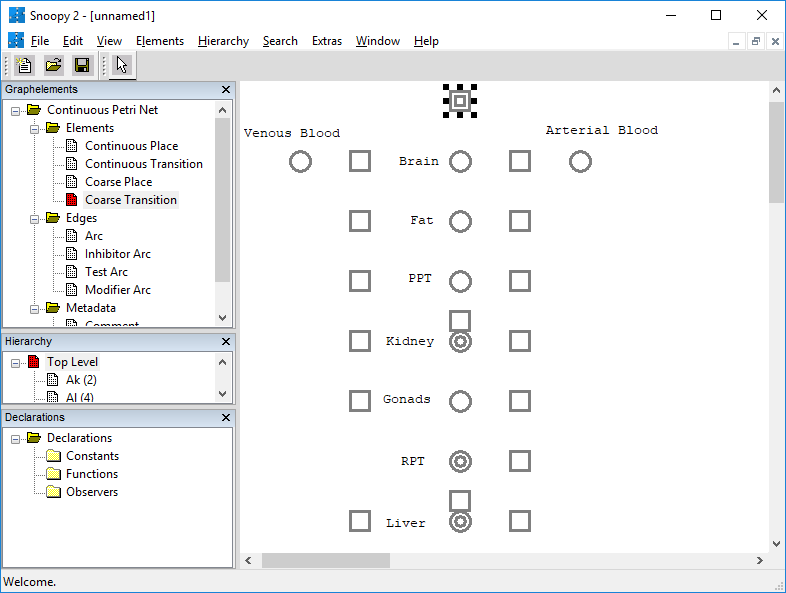 Snoopy 2 - [unnamed1]
File Edit View Elements Hierarchy Search Extras Window Help
Graphelements
Continuous Petri Net
Elements
Continuous Place
Continuous Transition
Coarse Place
Coarse Transition
Edges
Arc
Inhibitor Arc
Test Arc
Modifier Arc
Metadata
Comment
Hierarchy
Top Level
Ak (2)
Al (4)
Declarations
Declarations
Constants
Functions
Observers
Venous Blood
Arterial Blood
Brain
Fat
PPT
Kidney
Gonads
RPT
Liver
Welcome.